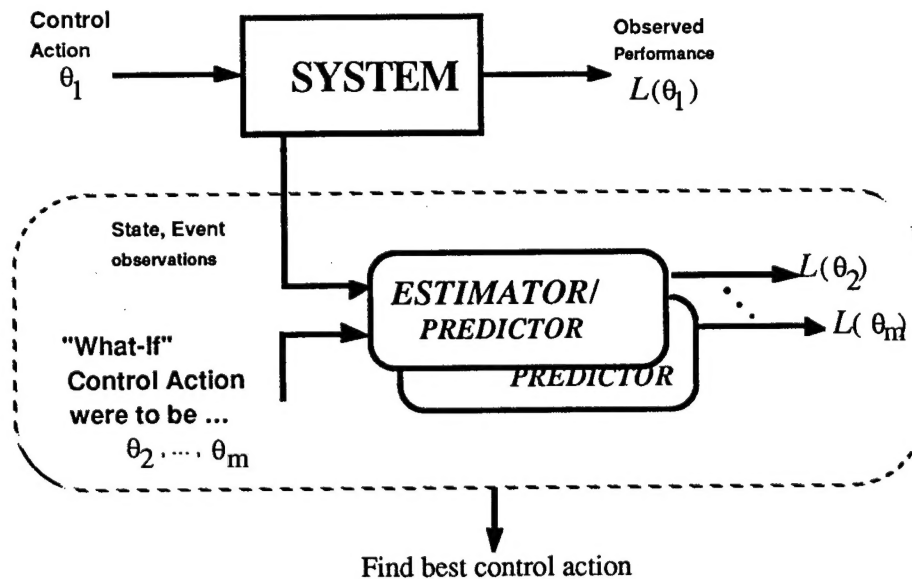 Control
Action
θ1
SYSTEM
Observed
Performance
L(θ1)
State, Event
observations
ESTIMATOR/
PREDICTOR
PREDICTOR
L(θ2)
L( θm)
"What-If"
Control Action
were to be ...
θ2 . ... , θm
Find best control action